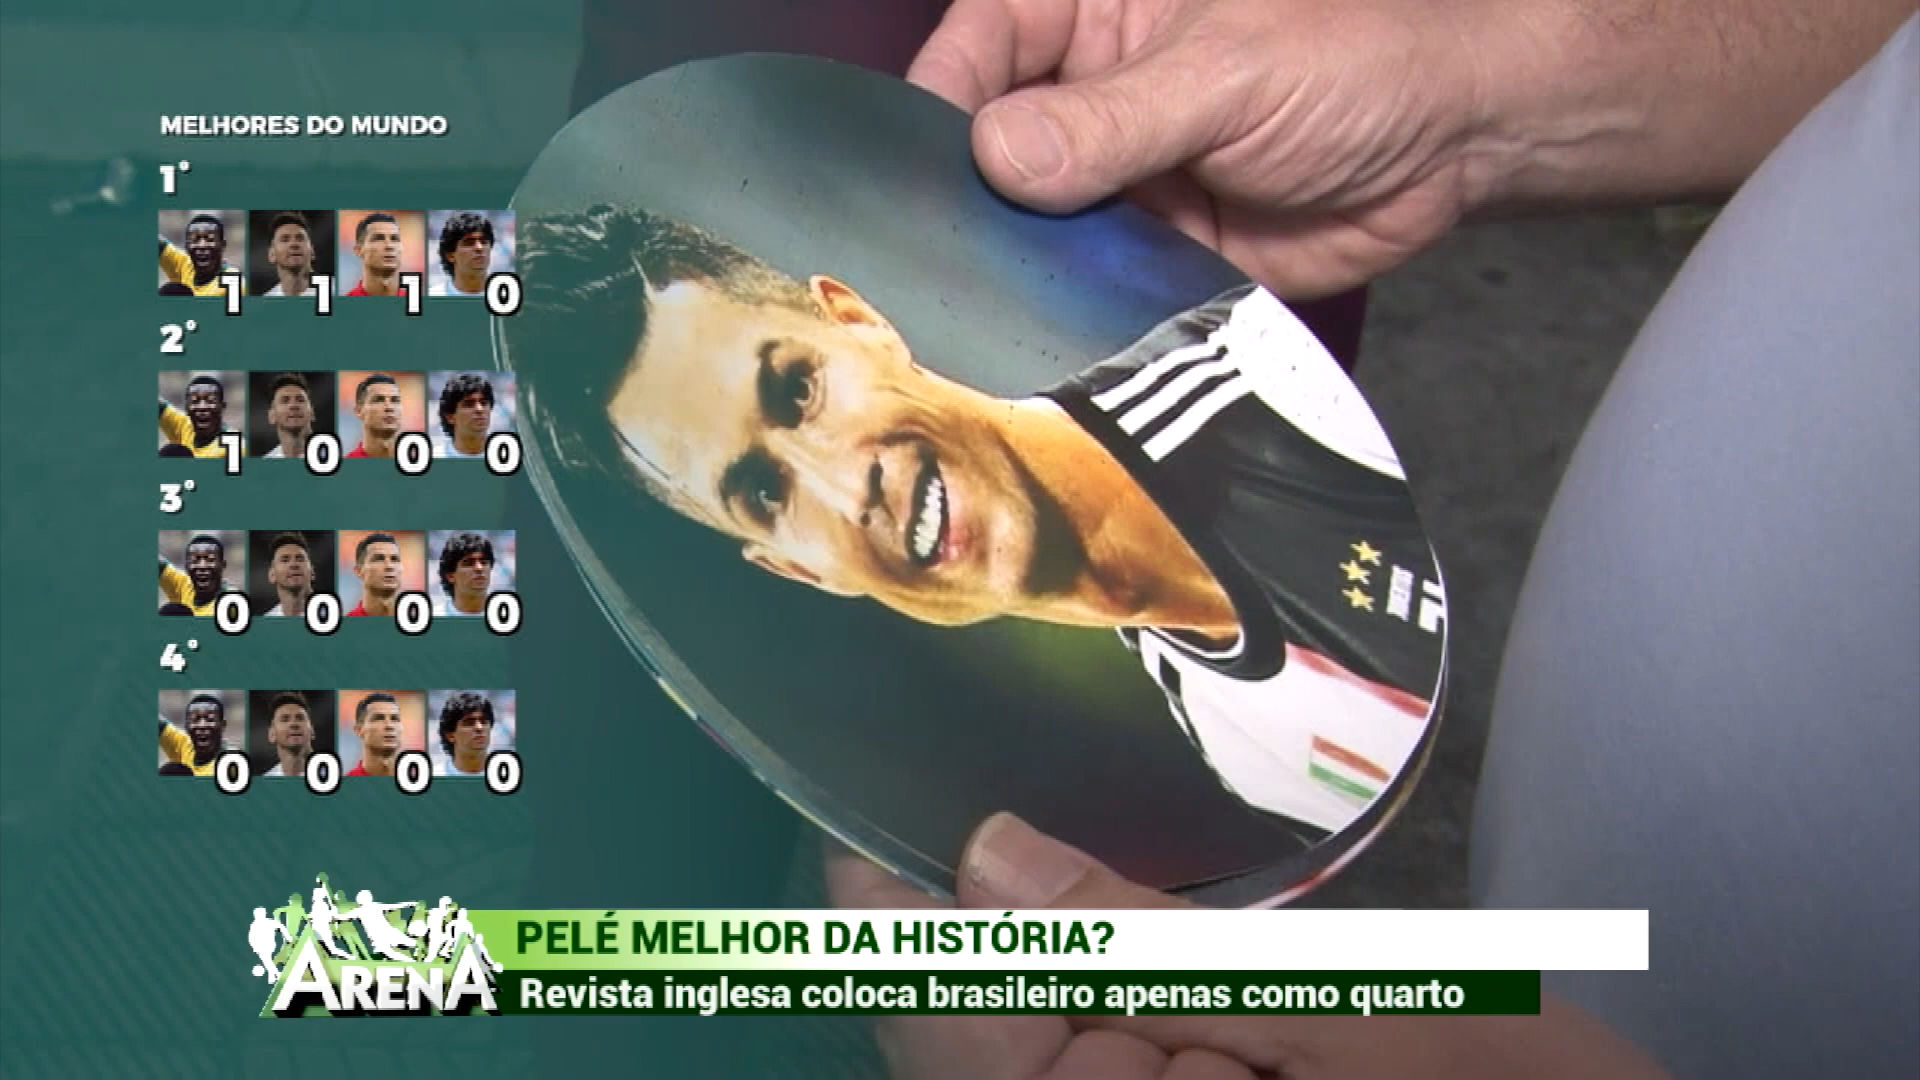 MELHORES DO MUNDO
1°
1 1 1 0
2°
1 0 0 0
3°
0 0 0 0
4°
0 0 0 0
ARENA
PELÉ MELHOR DA HISTÓRIA?
Revista inglesa coloca brasileiro apenas como quarto